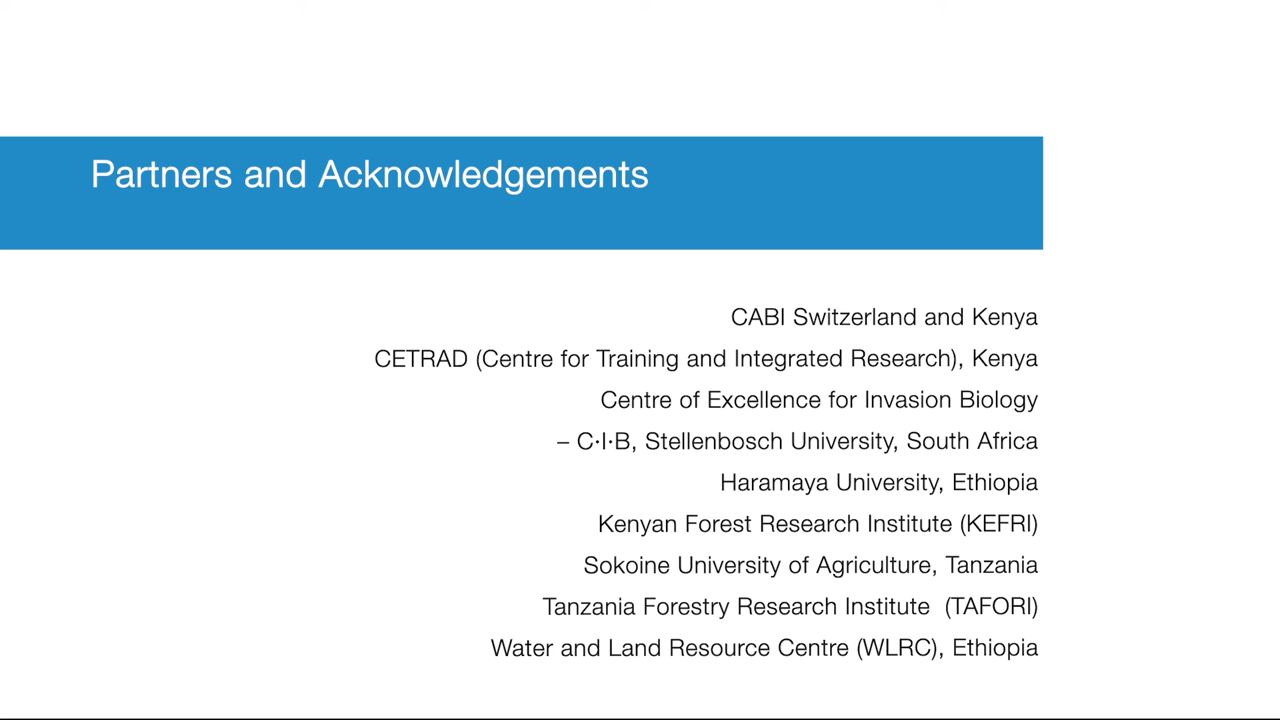 Partners and Acknowledgements
CABI Switzerland and Kenya
CETRAD (Centre for Training and Integrated Research), Kenya
Centre of Excellence for Invasion Biology
– C·I·B, Stellenbosch University, South Africa
Haramaya University, Ethiopia
Kenyan Forest Research Institute (KEFRI)
Sokoine University of Agriculture, Tanzania
Tanzania Forestry Research Institute  (TAFORI)
Water and Land Resource Centre (WLRC), Ethiopia